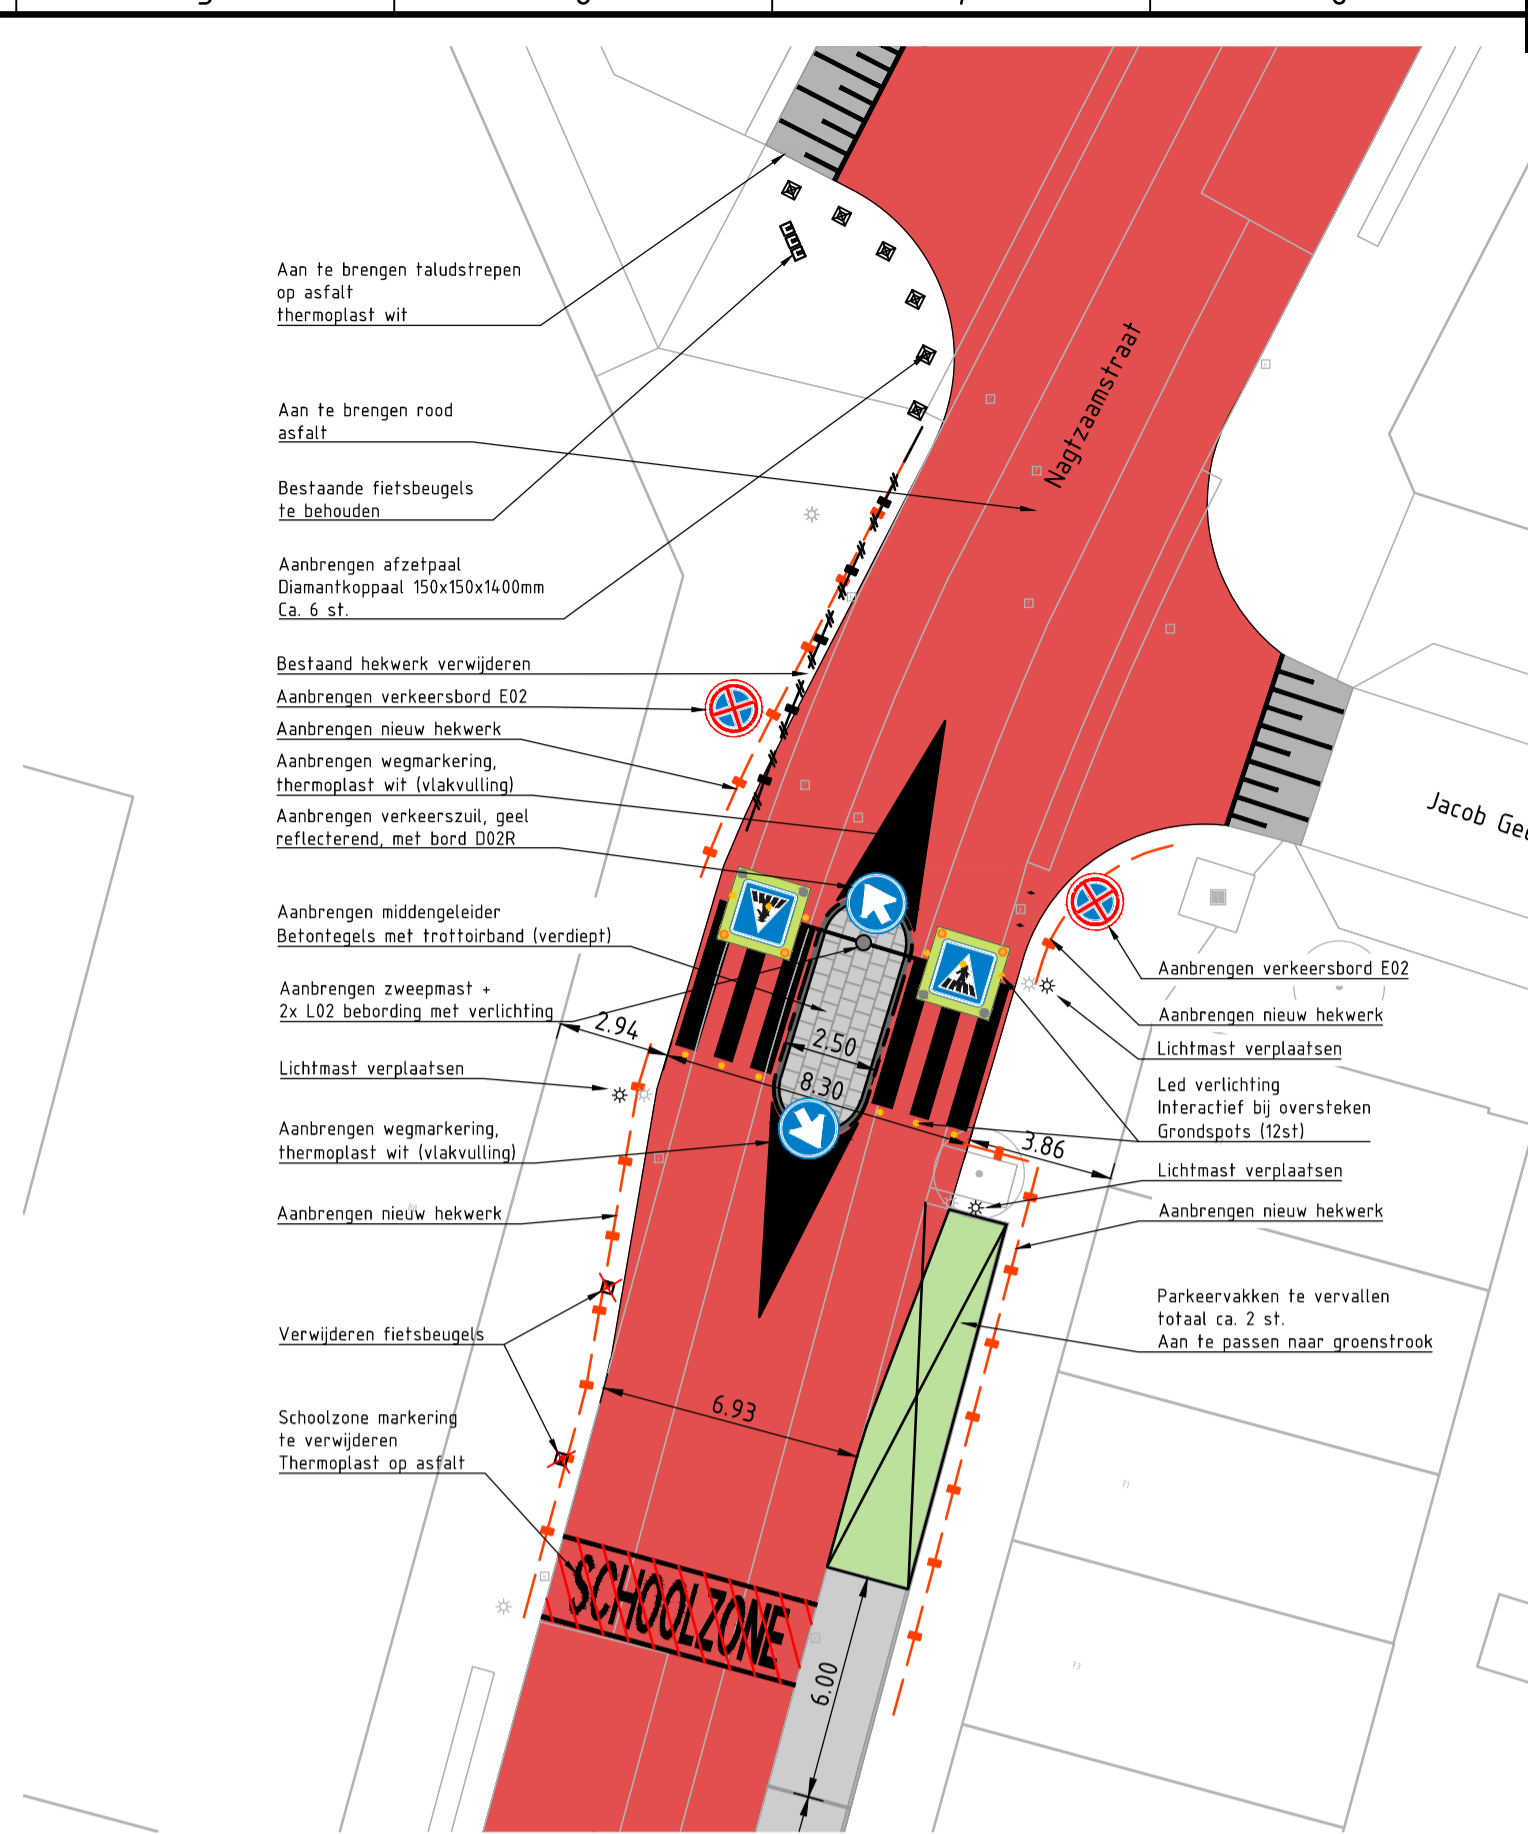 Aan te brengen taludstrepen
op asfalt
thermoplast wit
Aan te brengen rood
asfalt
Bestaande fietsbeugels
te behouden
Aanbrengen afzetpaal
Diamantkoppaal 150x150x1400mm
Ca. 6 st.
Bestaand hekwerk verwijderen
Aanbrengen verkeersbord E02
Aanbrengen nieuw hekwerk
Aanbrengen wegmarkering,
thermoplast wit (vlakvulling)
Aanbrengen verkeerszuil, geel
reflecterend, met bord D02R
Aanbrengen middengeleider
Betontegels met trottoirband (verdiept)
Aanbrengen zweepmast +
2x L02 bebording met verlichting
Lichtmast verplaatsen
Aanbrengen wegmarkering,
thermoplast wit (vlakvulling)
Aanbrengen nieuw hekwerk
Verwijderen fietsbeugels
Schoolzone markering
te verwijderen
Thermoplast op asfalt
Nagtzaamstraat
Jacob Gee
2.94
2.50
8.30
3.86
6.93
6.00
SCHOOLZONE
Aanbrengen verkeersbord E02
Aanbrengen nieuw hekwerk
Lichtmast verplaatsen
Led verlichting
Interactief bij oversteken
Grondspots (12st)
Lichtmast verplaatsen
Aanbrengen nieuw hekwerk
Parkeervakken te vervallen
totaal ca. 2 st.
Aan te passen naar groenstrook
71
73